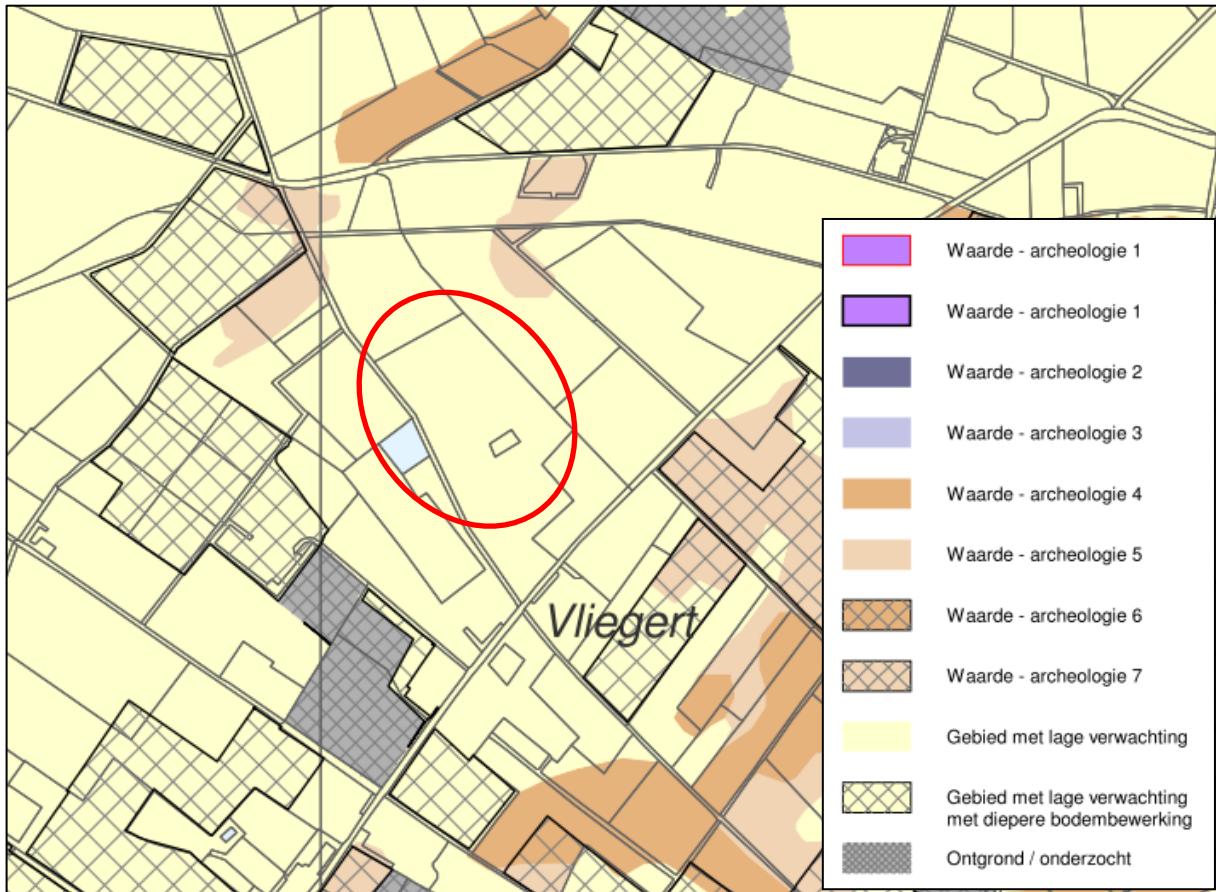 Waarde - archeologie 1
Waarde - archeologie 1
Waarde - archeologie 2
Waarde - archeologie 3
Waarde - archeologie 4
Waarde - archeologie 5
Waarde - archeologie 6
Waarde - archeologie 7
Gebied met lage verwachting
Gebied met lage verwachting
met diepere bodembewerking
Ontgrond / onderzocht
Vliegert